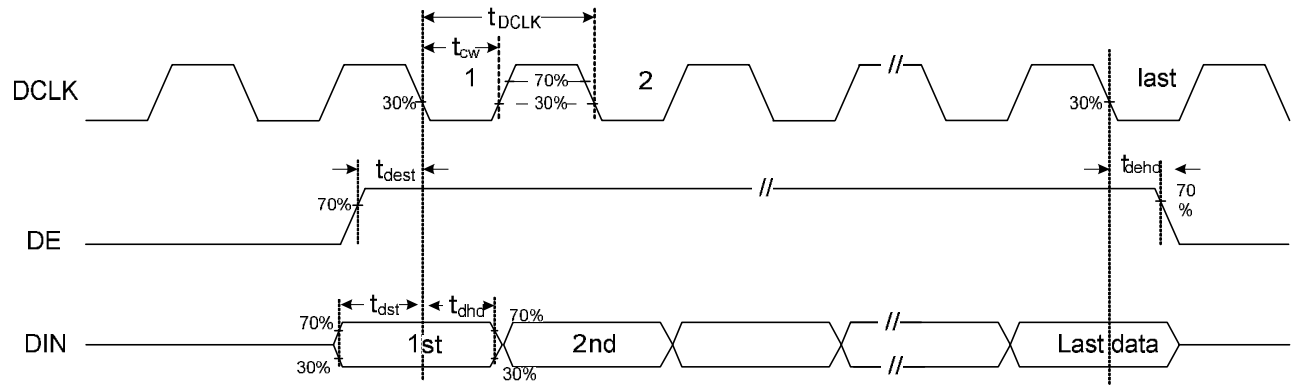 tDCLK
tcw
DCLK 30% 1 70% 30% 2 // 30% last
tdest tdehd
DE 70% // 70 %
tdst tdhd
DIN 70% 30% 1st 70% 30% 2nd // // Last data